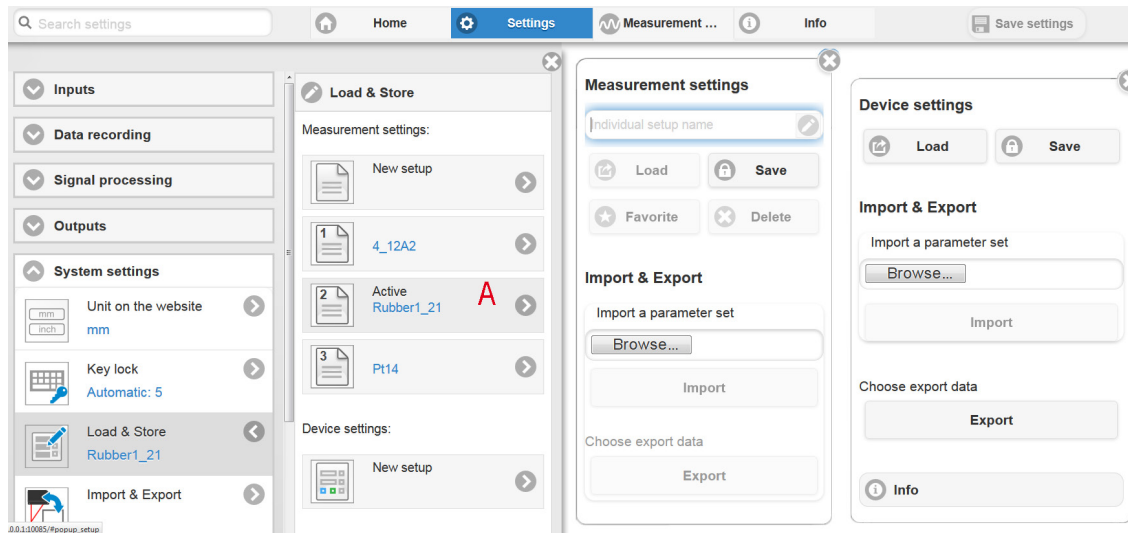 Search settings
Home
Settings
Measurement ...
Info
Save settings
Inputs
Data recording
Signal processing
Outputs
System settings
mm
inch
Unit on the website
mm
Key lock
Automatic: 5
Load & Store
Rubber1_21
Import & Export
.0.0.1:10085/#popup_setup
Load & Store
Measurement settings:
New setup
1
4_12A2
2
Active
Rubber1_21
A
3
Pt14
Device settings:
New setup
Measurement settings
Individual setup name
Load
Save
Favorite
Delete
Import & Export
Import a parameter set
Browse...
Import
Choose export data
Export
Device settings
Load
Save
Import & Export
Import a parameter set
Browse...
Import
Choose export data
Export
Info